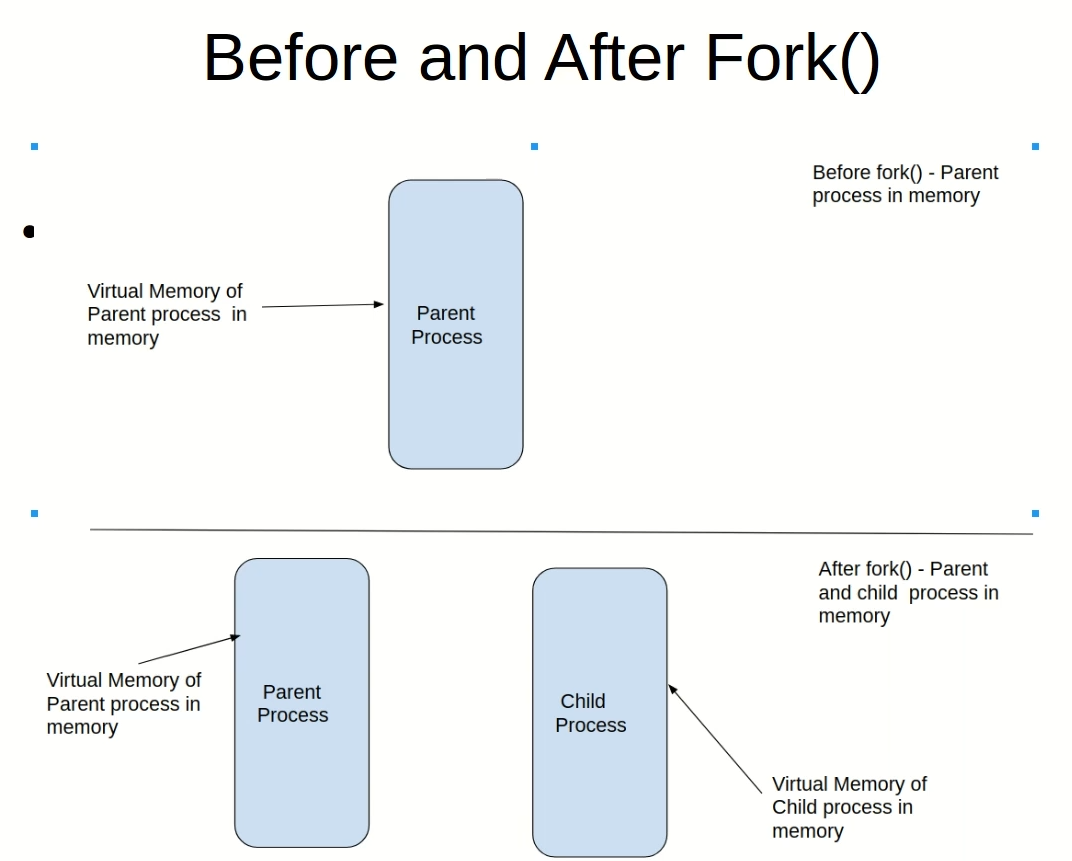 Before and After Fork()
Before fork() - Parent
process in memory
Virtual Memory of
Parent process  in
memory
Parent
Process
After fork() - Parent
and child  process in
memory
Virtual Memory of
Parent process in
memory
Parent
Process
Child
Process
Virtual Memory of
Child process in
memory